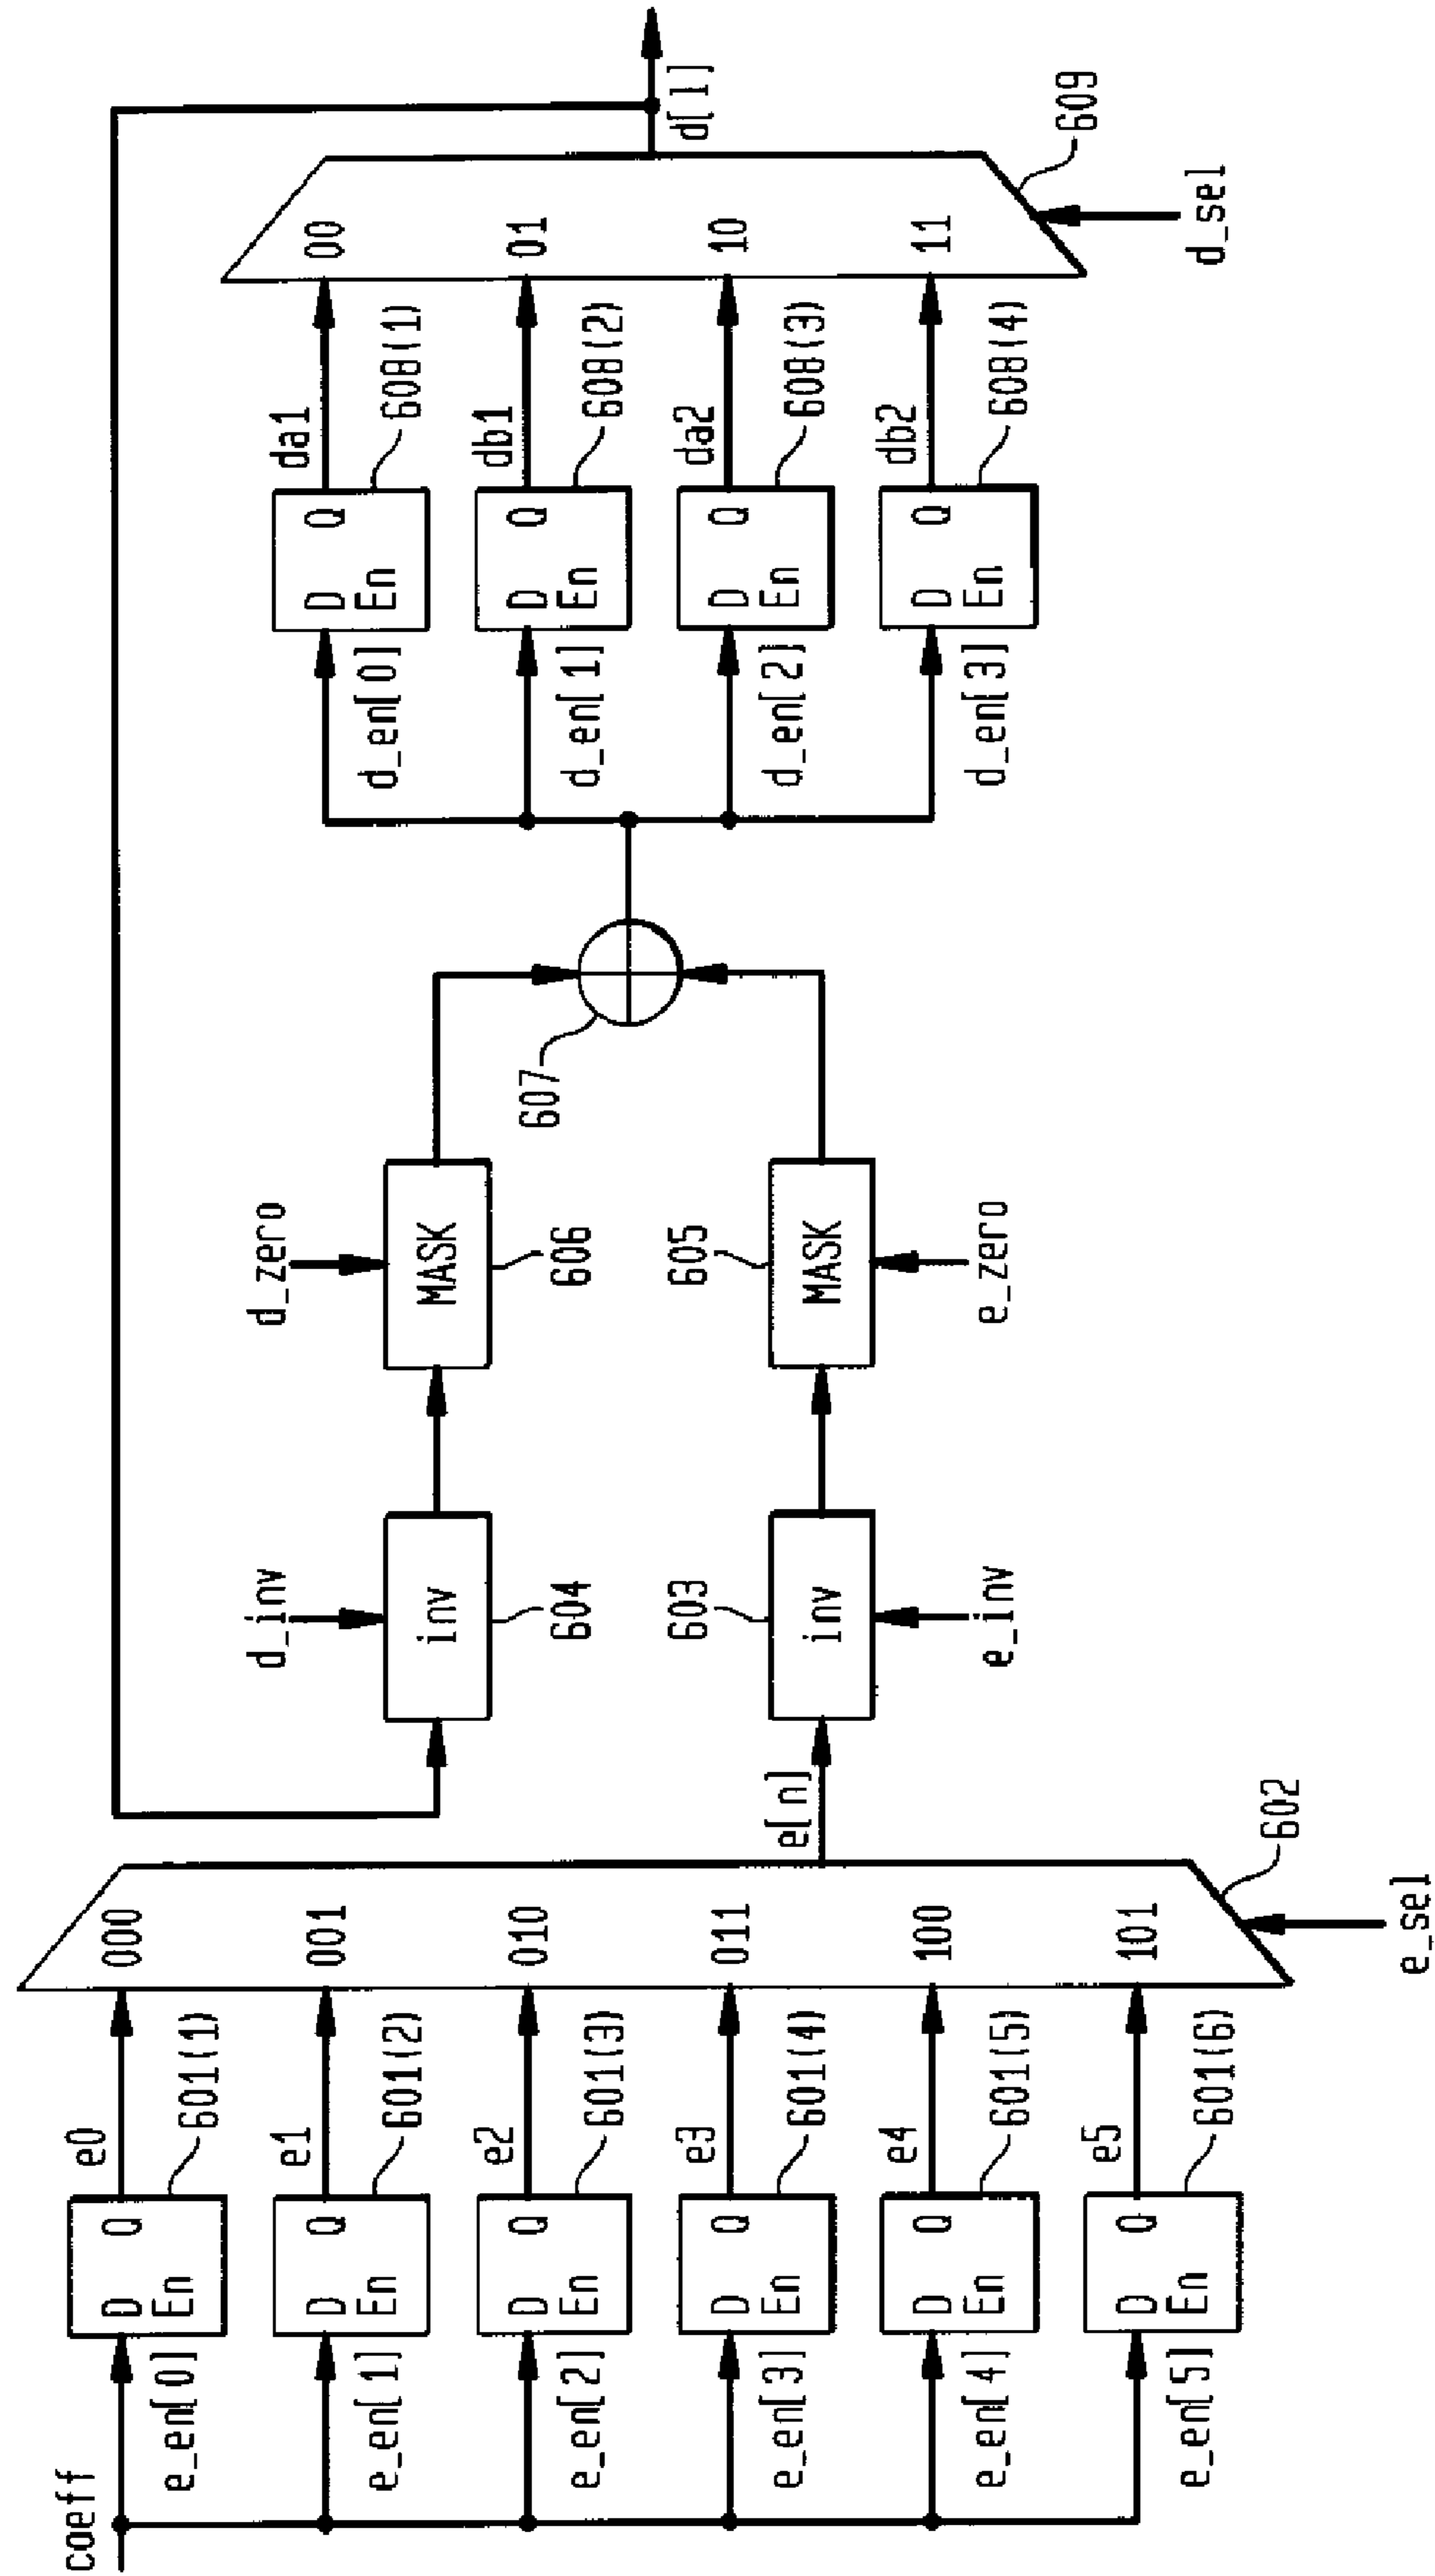 coeff
e_en[0]
D Q
En
e0
601(1)
000
e_en[1]
D Q
En
e1
601(2)
001
e_en[2]
D Q
En
e2
601(3)
010
e_en[3]
D Q
En
e3
601(4)
011
e_en[4]
D Q
En
e4
601(5)
100
e_en[5]
D Q
En
e5
601(6)
101
602
e_sel
e[n]
d_inv
inv
604
603
inv
e_inv
d_zero
MASK
606
605
MASK
e_zero
607
d_en[0]
D Q
En
da1
608(1)
00
d_en[1]
D Q
En
db1
608(2)
01
d_en[2]
D Q
En
da2
608(3)
10
d_en[3]
D Q
En
db2
608(4)
11
d[l]
609
d_sel